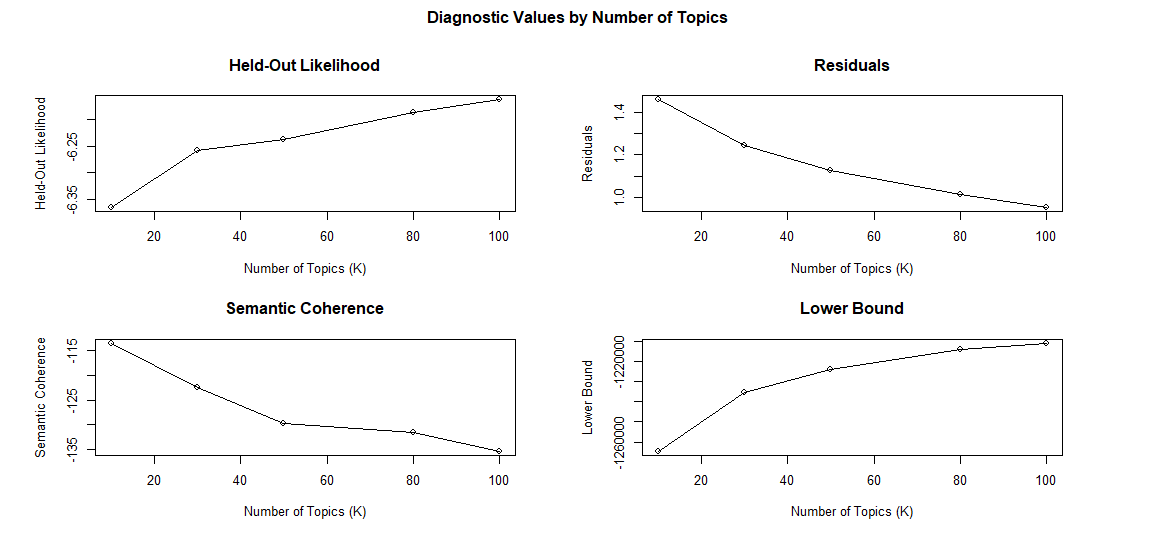 Diagnostic Values by Number of Topics
Held-Out Likelihood
Held-Out Likelihood
-6.35
-6.25
20
40
60
80
100
Number of Topics (K)
Residuals
Residuals
1.0
1.2
1.4
20
40
60
80
100
Number of Topics (K)
Semantic Coherence
Semantic Coherence
-135
-125
-115
20
40
60
80
100
Number of Topics (K)
Lower Bound
Lower Bound
-1260000
-1220000
20
40
60
80
100
Number of Topics (K)